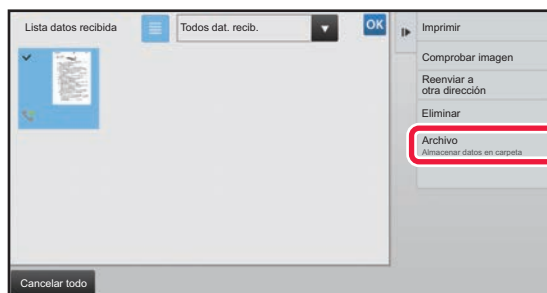 Lista datos recibida
Todos dat. recib.
OK
Imprimir
Comprobar imagen
Reenviar a
otra dirección
Eliminar
Archivo
Almacenar datos en carpeta
Cancelar todo